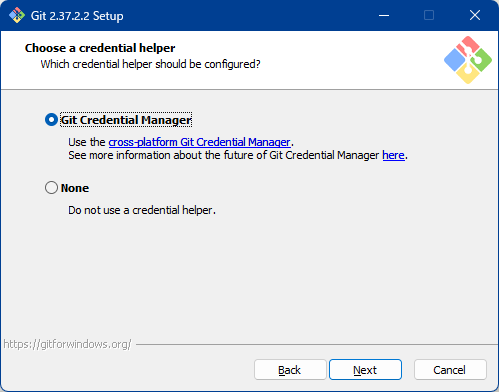 Git 2.37.2.2 Setup
Choose a credential helper
Which credential helper should be configured?
Git Credential Manager
Use the cross-platform Git Credential Manager.
See more information about the future of Git Credential Manager here.
None
Do not use a credential helper.
https://gitforwindows.org/
Back Next Cancel